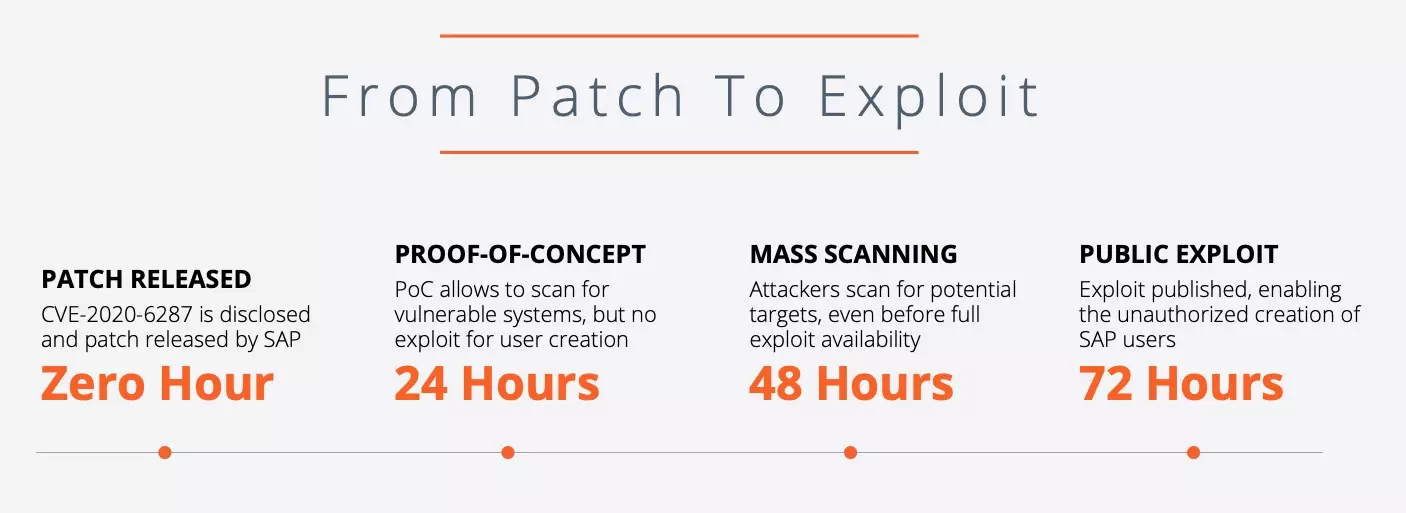 From Patch To Exploit
PATCH RELEASED
CVE-2020-6287 is disclosed
and patch released by SAP
Zero Hour
PROOF-OF-CONCEPT
PoC allows to scan for
vulnerable systems, but no
exploit for user creation
24 Hours
MASS SCANNING
Attackers scan for potential
targets, even before full
exploit availability
48 Hours
PUBLIC EXPLOIT
Exploit published, enabling
the unauthorized creation of
SAP users
72 Hours